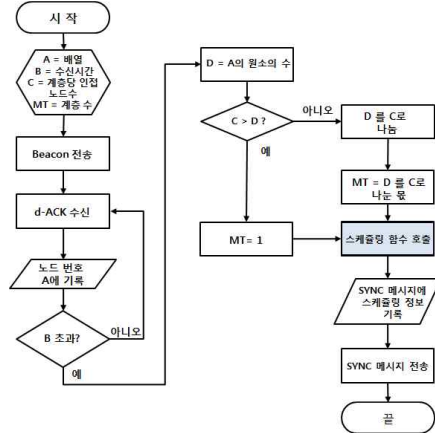 시 작
A = 배열
B = 수신시간
C = 계층당 인접
노드수
MT = 계층 수
Beacon 전송
d-ACK 수신
노드 번호
A에 기록
B 초과?
아니오
예
D = A의 원소의 수
C > D ?
아니오
예
D 를 C로
나눔
MT = D 를 C로
나눈 몫
MT= 1
스케쥴링 함수 호출
SYNC 메시지에
스케쥴링 정보
기록
SYNC 메시지 전송
끝